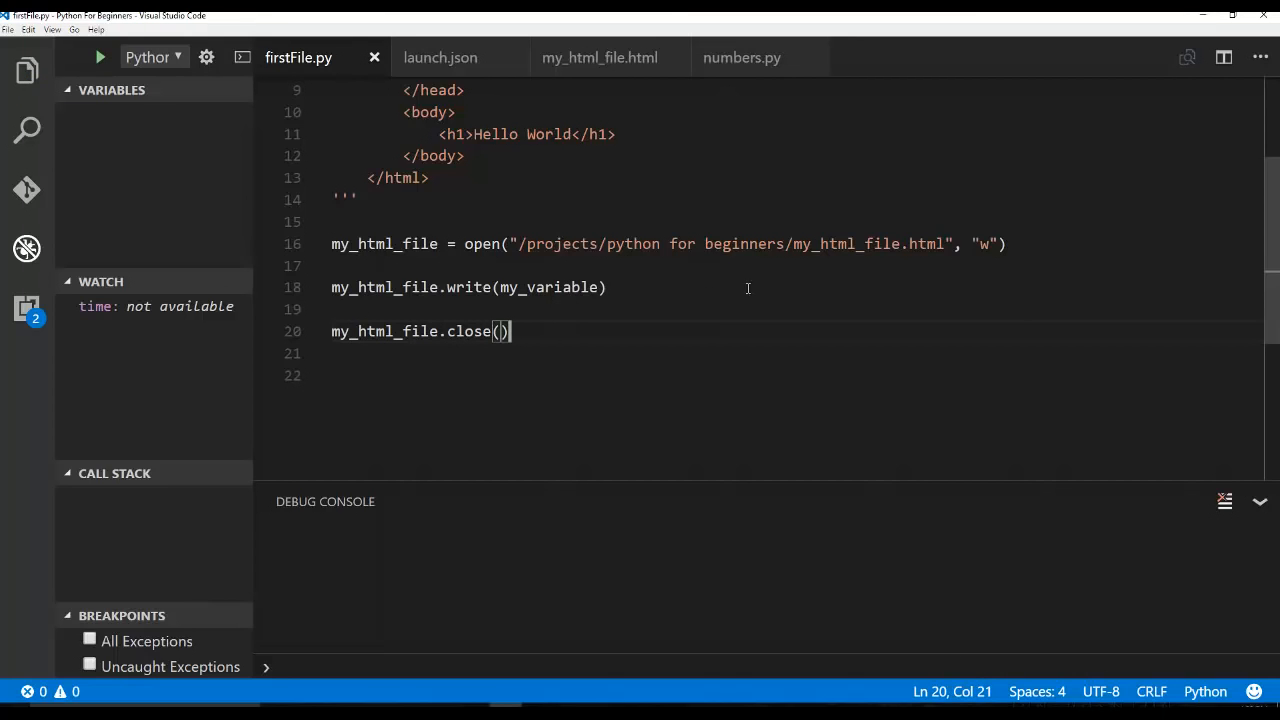 firstFile.py - Python For Beginners - Visual Studio Code
File Edit View Go Help
Python
firstFile.py
launch.json
my_html_file.html
numbers.py
VARIABLES
WATCH
time: not available
CALL STACK
BREAKPOINTS
All Exceptions
Uncaught Exceptions
9 </head>
10 <body>
11 <h1>Hello World</h1>
12 </body>
13 </html>
14 '''
15
16 my_html_file = open("/projects/python for beginners/my_html_file.html", "w")
17
18 my_html_file.write(my_variable)
19
20 my_html_file.close()
21
22
DEBUG CONSOLE
2
0 0
Ln 20, Col 21 Spaces: 4 UTF-8 CRLF Python